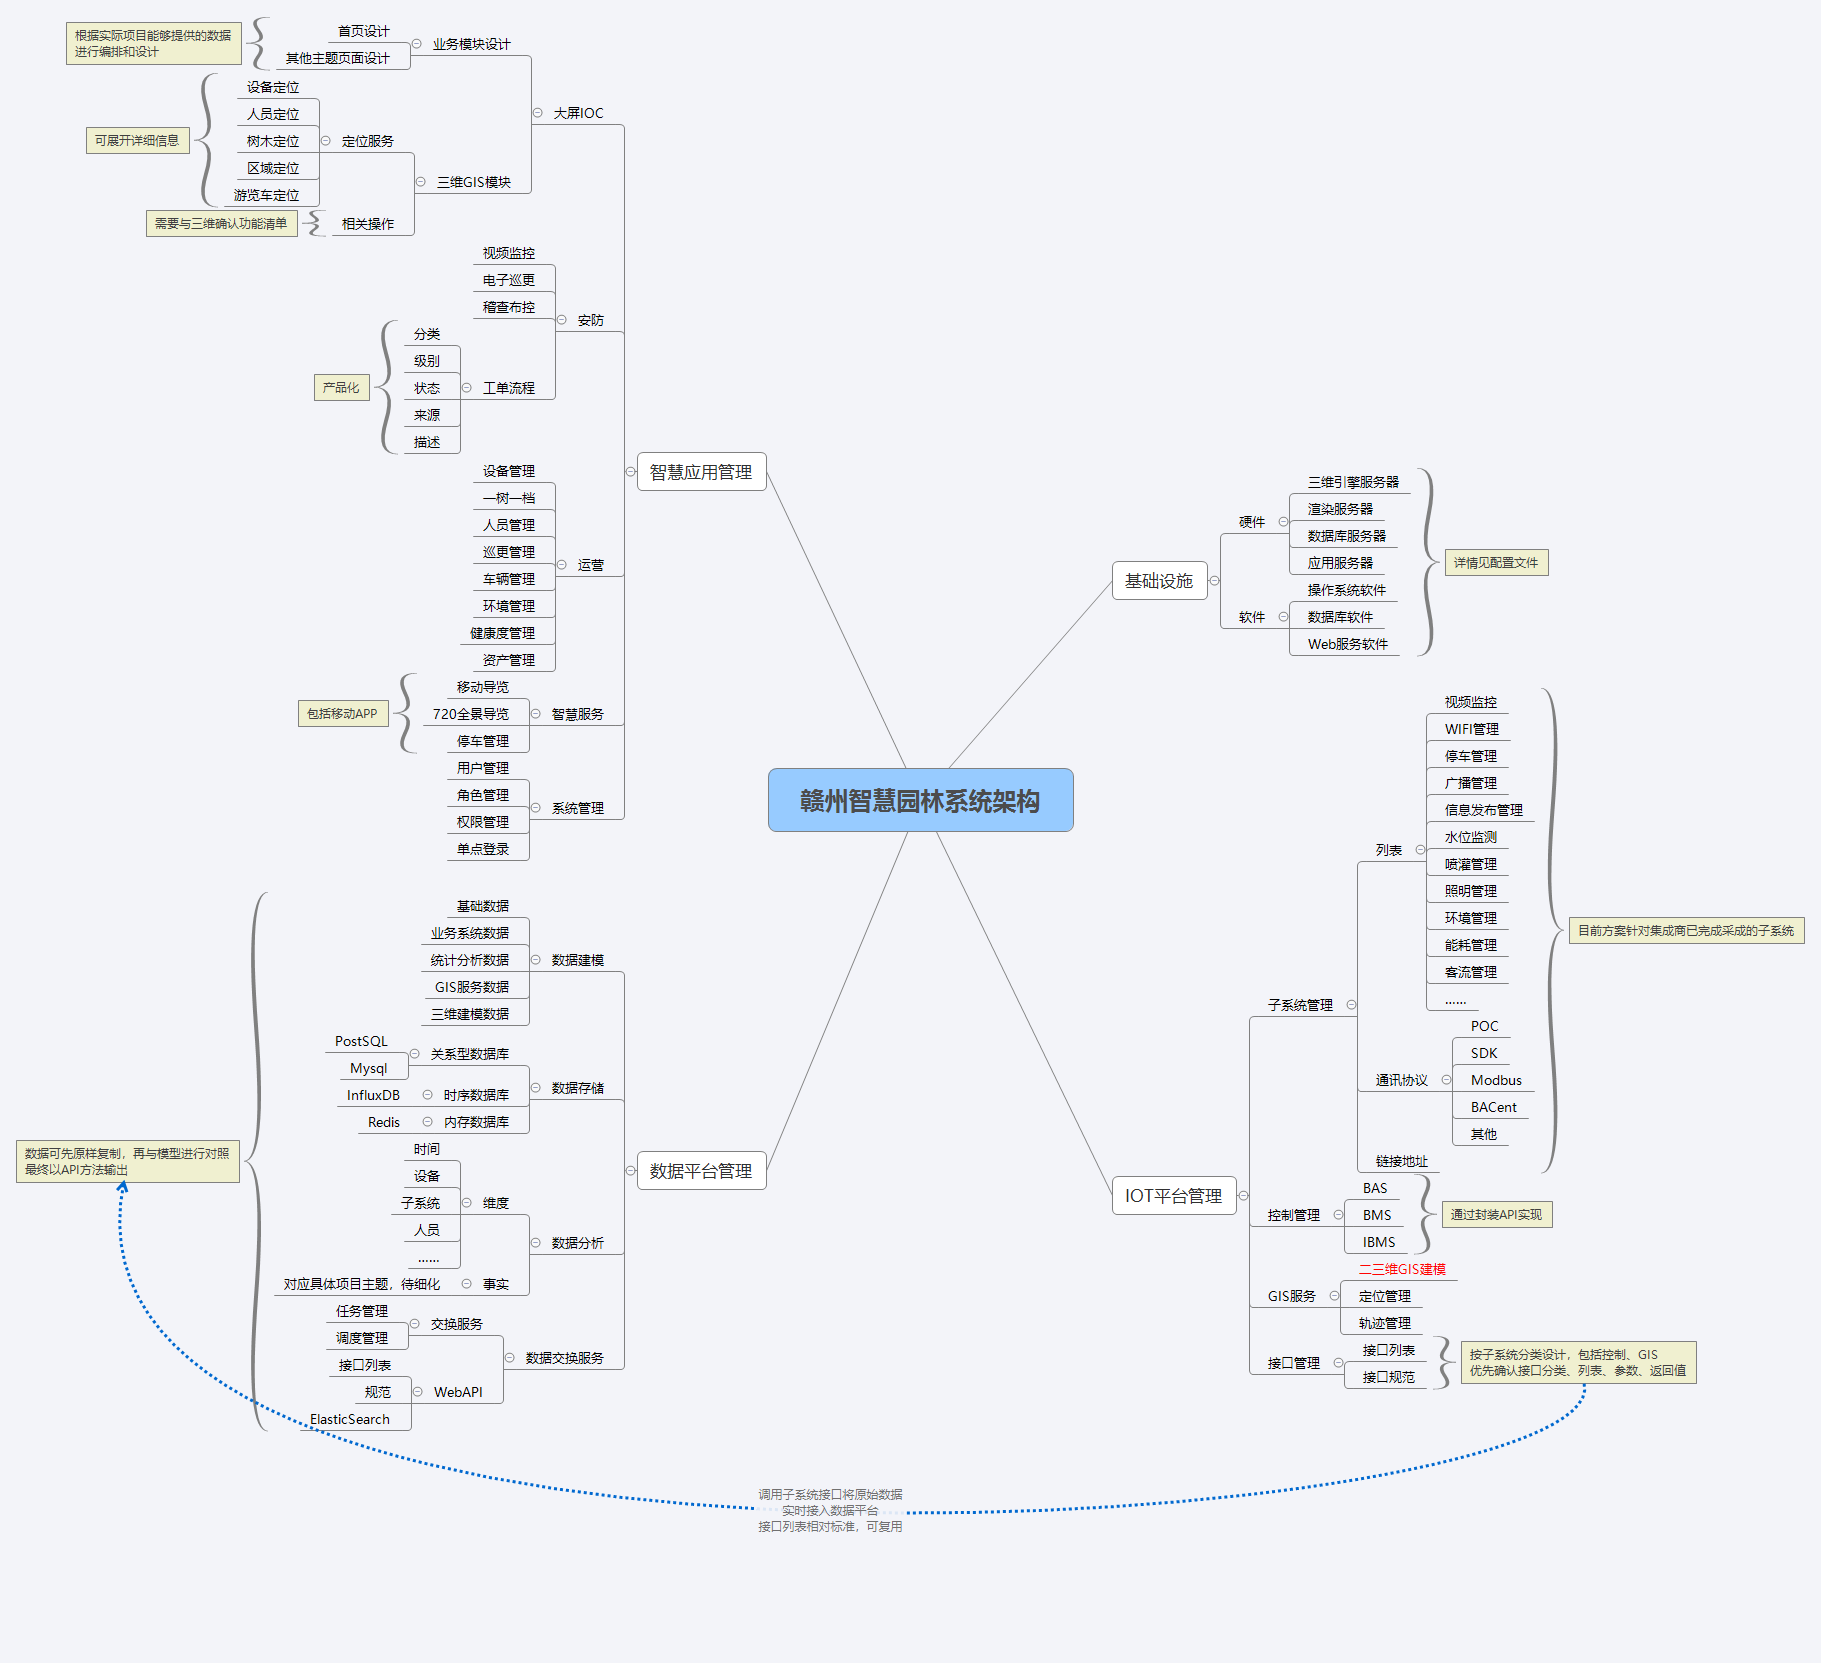 赣州智慧园林系统架构
智慧应用管理
大屏IOC
业务模块设计
首页设计
其他主题页面设计
根据实际项目能够提供的数据
进行编排和设计
三维GIS模块
定位服务
设备定位
人员定位
树木定位
区域定位
游览车定位
可展开详细信息
相关操作
需要与三维确认功能清单
安防
视频监控
电子巡更
稽查布控
工单流程
分类
级别
状态
来源
描述
产品化
运营
设备管理
一树一档
人员管理
巡更管理
车辆管理
环境管理
健康度管理
资产管理
智慧服务
移动导览
720全景导览
停车管理
包括移动APP
系统管理
用户管理
角色管理
权限管理
单点登录
数据平台管理
数据建模
基础数据
业务系统数据
统计分析数据
GIS服务数据
三维建模数据
数据存储
关系型数据库
PostSQL
Mysql
时序数据库
InfluxDB
内存数据库
Redis
数据分析
维度
时间
设备
子系统
人员
......
事实
对应具体项目主题，待细化
数据交换服务
交换服务
任务管理
调度管理
WebAPI
接口列表
规范
ElasticSearch
数据可先原样复制，再与模型进行对照
最终以API方法输出
基础设施
硬件
三维引擎服务器
渲染服务器
数据库服务器
应用服务器
软件
操作系统软件
数据库软件
Web服务软件
详情见配置文件
IOT平台管理
子系统管理
列表
视频监控
WIFI管理
停车管理
广播管理
信息发布管理
水位监测
喷灌管理
照明管理
环境管理
能耗管理
客流管理
......
通讯协议
POC
SDK
Modbus
BACent
其他
链接地址
目前方案针对集成商已完成采成的子系统
控制管理
BAS
BMS
IBMS
通过封装API实现
GIS服务
二三维GIS建模
定位管理
轨迹管理
接口管理
接口列表
接口规范
按子系统分类设计，包括控制、GIS
优先确认接口分类、列表、参数、返回值
调用子系统接口将原始数据
实时接入数据平台
接口列表相对标准，可复用